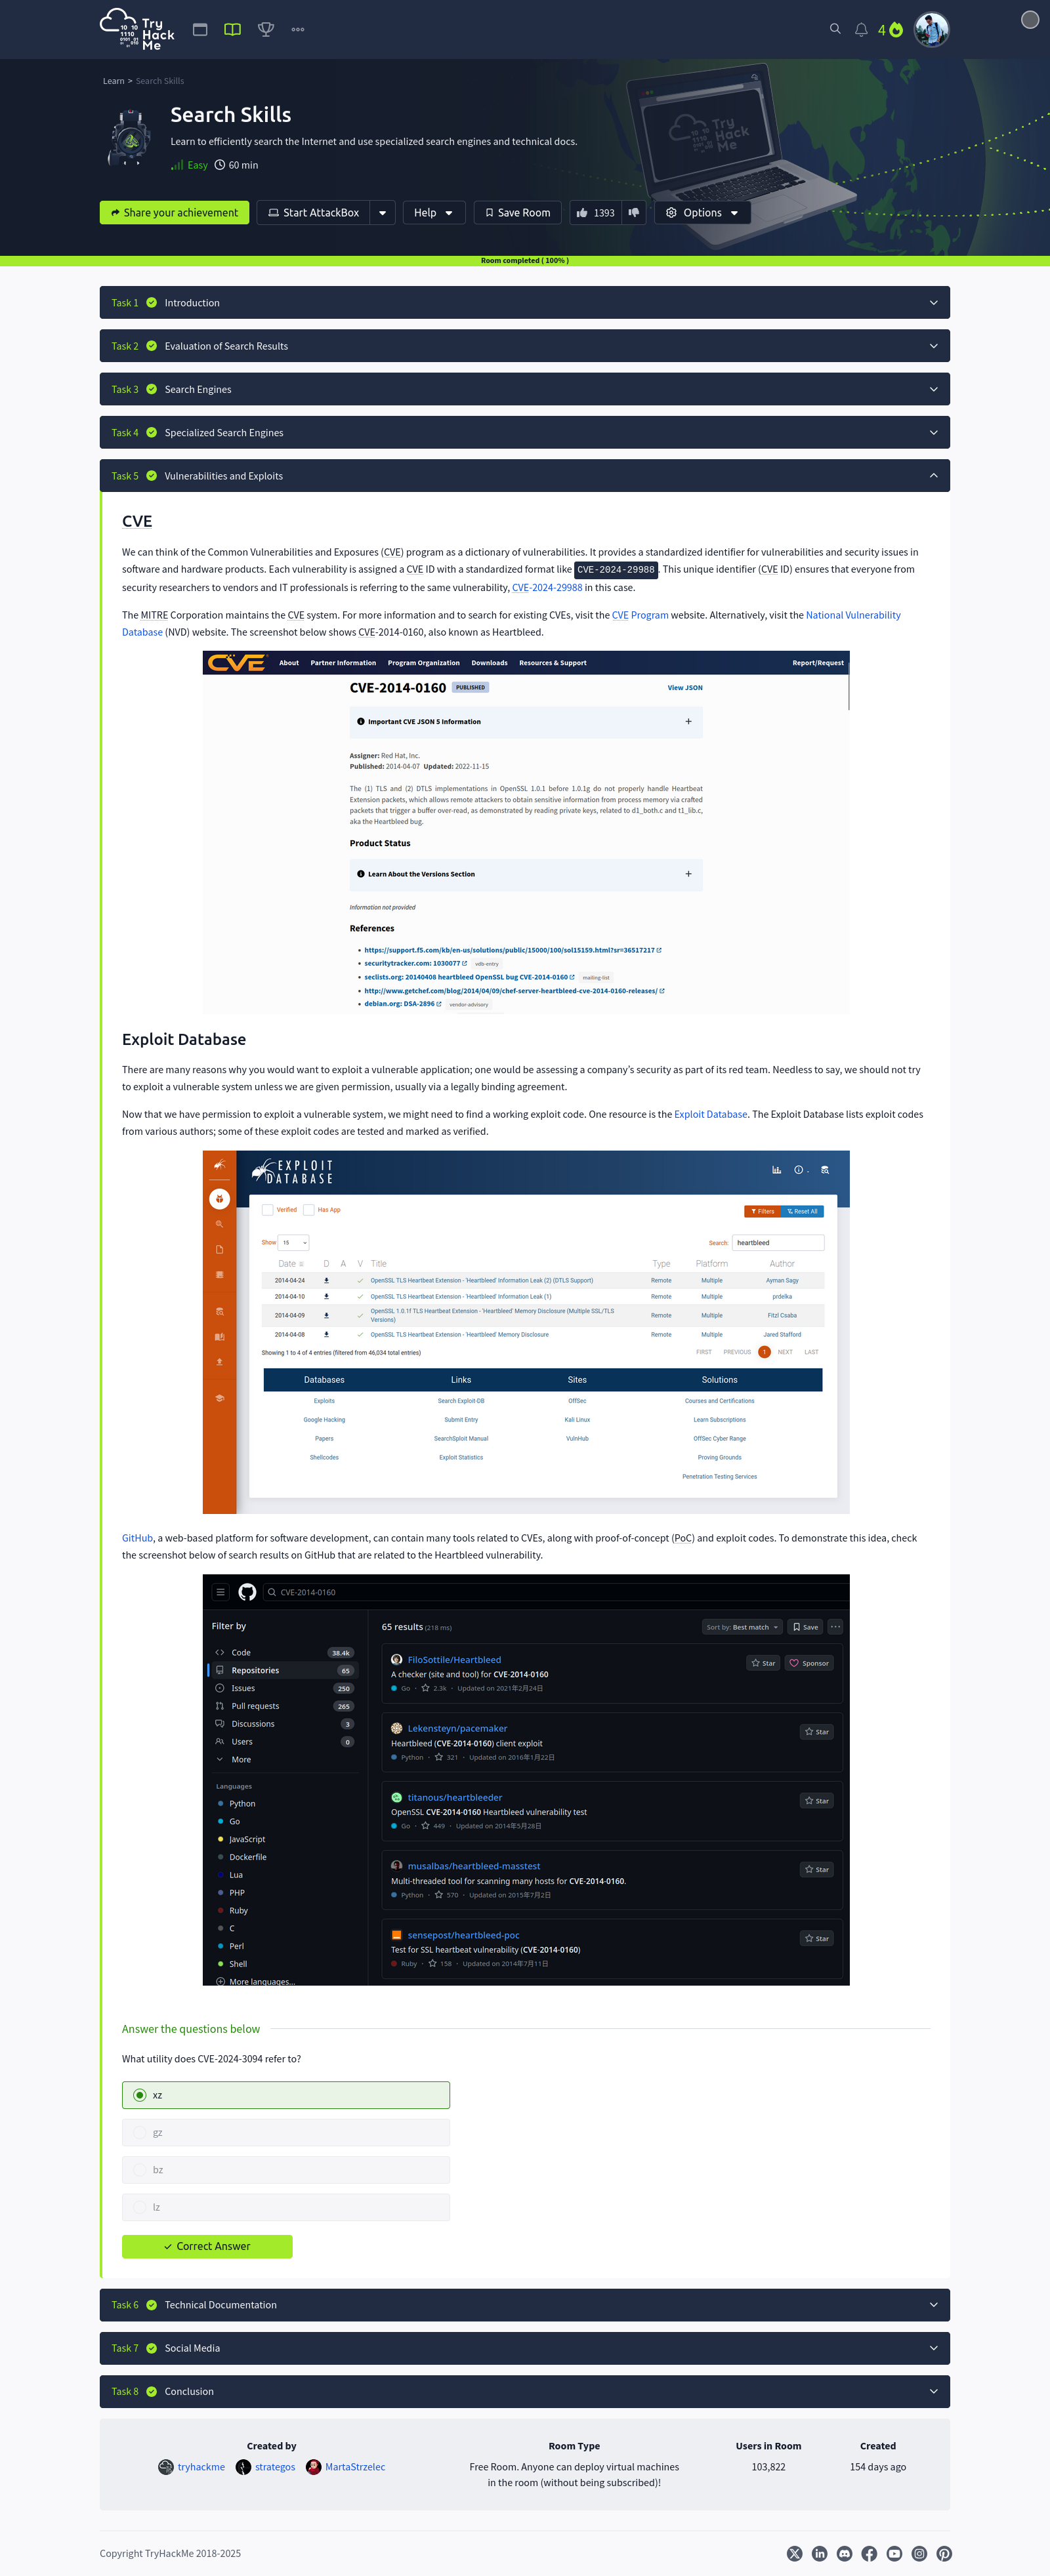 Try
Hack
Me
4
Learn > Search Skills
Search Skills
Learn to efficiently search the Internet and use specialized search engines and technical docs.
Easy 60 min
Share your achievement Start AttackBox Help Save Room 1393 Options
Room completed ( 100% )
Task 1 Introduction
Task 2 Evaluation of Search Results
Task 3 Search Engines
Task 4 Specialized Search Engines
Task 5 Vulnerabilities and Exploits
CVE
We can think of the Common Vulnerabilities and Exposures (CVE) program as a dictionary of vulnerabilities. It provides a standardized identifier for vulnerabilities and security issues in
software and hardware products. Each vulnerability is assigned a CVE ID with a standardized format like CVE-2024-29988. This unique identifier (CVE ID) ensures that everyone from
security researchers to vendors and IT professionals is referring to the same vulnerability, CVE-2024-29988 in this case.
The MITRE Corporation maintains the CVE system. For more information and to search for existing CVEs, visit the CVE Program website. Alternatively, visit the National Vulnerability
Database (NVD) website. The screenshot below shows CVE-2014-0160, also known as Heartbleed.
CVE About Partner Information Program Organization Downloads Resources & Support Report/Request
CVE-2014-0160 PUBLISHED View JSON
Important CVE JSON 5 Information +
Assigner: Red Hat, Inc.
Published: 2014-04-07 Updated: 2022-11-15
The (1) TLS and (2) DTLS implementations in OpenSSL 1.0.1 before 1.0.1g do not properly handle Heartbeat
Extension packets, which allows remote attackers to obtain sensitive information from process memory via crafted
packets that trigger a buffer over-read, as demonstrated by reading private keys, related to d1_both.c and t1_lib.c,
aka the Heartbleed bug.
Product Status
Learn About the Versions Section +
Information not provided
References
• https://support.f5.com/kb/en-us/solutions/public/15000/100/sol15159.html?sr=36517217
• securitytracker.com: 1030077 vdb-entry
• seclists.org: 20140408 heartbleed OpenSSL bug CVE-2014-0160 mailing-list
• http://www.getchef.com/blog/2014/04/09/chef-server-heartbleed-cve-2014-0160-releases/
• debian.org: DSA-2896 vendor-advisory
Exploit Database
There are many reasons why you would want to exploit a vulnerable application; one would be assessing a company's security as part of its red team. Needless to say, we should not try
to exploit a vulnerable system unless we are given permission, usually via a legally binding agreement.
Now that we have permission to exploit a vulnerable system, we might need to find a working exploit code. One resource is the Exploit Database. The Exploit Database lists exploit codes
from various authors; some of these exploit codes are tested and marked as verified.
EXPLOIT
DATABASE
Verified Has App Filters Reset All
Show 15 Search: heartbleed
Date D A V Title Type Platform Author
2014-04-24 OpenSSL TLS Heartbeat Extension - 'Heartbleed' Information Leak (2) (DTLS Support) Remote Multiple Ayman Sagy
2014-04-10 OpenSSL TLS Heartbeat Extension - 'Heartbleed' Information Leak (1) Remote Multiple prdelka
2014-04-09 OpenSSL 1.0.1f TLS Heartbeat Extension - 'Heartbleed' Memory Disclosure (Multiple SSL/TLS
Versions) Remote Multiple Fitzl Csaba
2014-04-08 OpenSSL TLS Heartbeat Extension - 'Heartbleed' Memory Disclosure Remote Multiple Jared Stafford
Showing 1 to 4 of 4 entries (filtered from 46,034 total entries) FIRST PREVIOUS 1 NEXT LAST
Databases Links Sites Solutions
Exploits Search Exploit-DB OffSec Courses and Certifications
Google Hacking Submit Entry Kali Linux Learn Subscriptions
Papers SearchSploit Manual VulnHub OffSec Cyber Range
Shellcodes Exploit Statistics Proving Grounds
Penetration Testing Services
GitHub, a web-based platform for software development, can contain many tools related to CVEs, along with proof-of-concept (PoC) and exploit codes. To demonstrate this idea, check
the screenshot below of search results on GitHub that are related to the Heartbleed vulnerability.
CVE-2014-0160
Filter by
Code 38.4k
Repositories 65
Issues 250
Pull requests 265
Discussions 3
Users 0
More
Languages
Python
Go
JavaScript
Dockerfile
Lua
PHP
Ruby
C
Perl
Shell
More languages...
65 results (218 ms) Sort by: Best match Save
FiloSottile/Heartbleed Star Sponsor
A checker (site and tool) for CVE-2014-0160
Go · 2.3k · Updated on 2021年2月24日
Lekensteyn/pacemaker Star
Heartbleed (CVE-2014-0160) client exploit
Python · 321 · Updated on 2016年1月22日
titanous/heartbleeder Star
OpenSSL CVE-2014-0160 Heartbleed vulnerability test
Go · 449 · Updated on 2014年5月28日
musalbas/heartbleed-masstest Star
Multi-threaded tool for scanning many hosts for CVE-2014-0160.
Python · 570 · Updated on 2015年7月2日
sensepost/heartbleed-poc Star
Test for SSL heartbeat vulnerability (CVE-2014-0160)
Ruby · 158 · Updated on 2014年7月11日
Answer the questions below
What utility does CVE-2024-3094 refer to?
xz
gz
bz
lz
Correct Answer
Task 6 Technical Documentation
Task 7 Social Media
Task 8 Conclusion
Created by Room Type Users in Room Created
tryhackme strategos MartaStrzelec Free Room. Anyone can deploy virtual machines 103,822 154 days ago
in the room (without being subscribed)!
Copyright TryHackMe 2018-2025